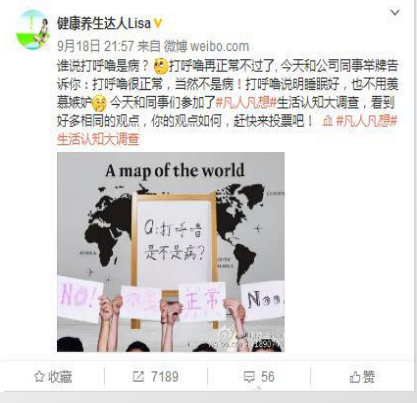 健康养生达人Lisa
9月18日 21:57 来自 微博 weibo.com
谁说打呼噜是病？打呼噜再正常不过了,今天和公司同事举牌告
诉你：打呼噜很正常，当然不是病！打呼噜说明睡眠好，也不用羡
慕嫉妒 今天和同事们参加了#凡人凡想#生活认知大调查，看到
好多相同的观点，你的观点如何，赶快来投票吧！ #凡人凡想#
生活认知大调查
A map of the world
Q:打呼噜
是不是病?
NO!
正常
Noo.
收藏
7189
56
赞